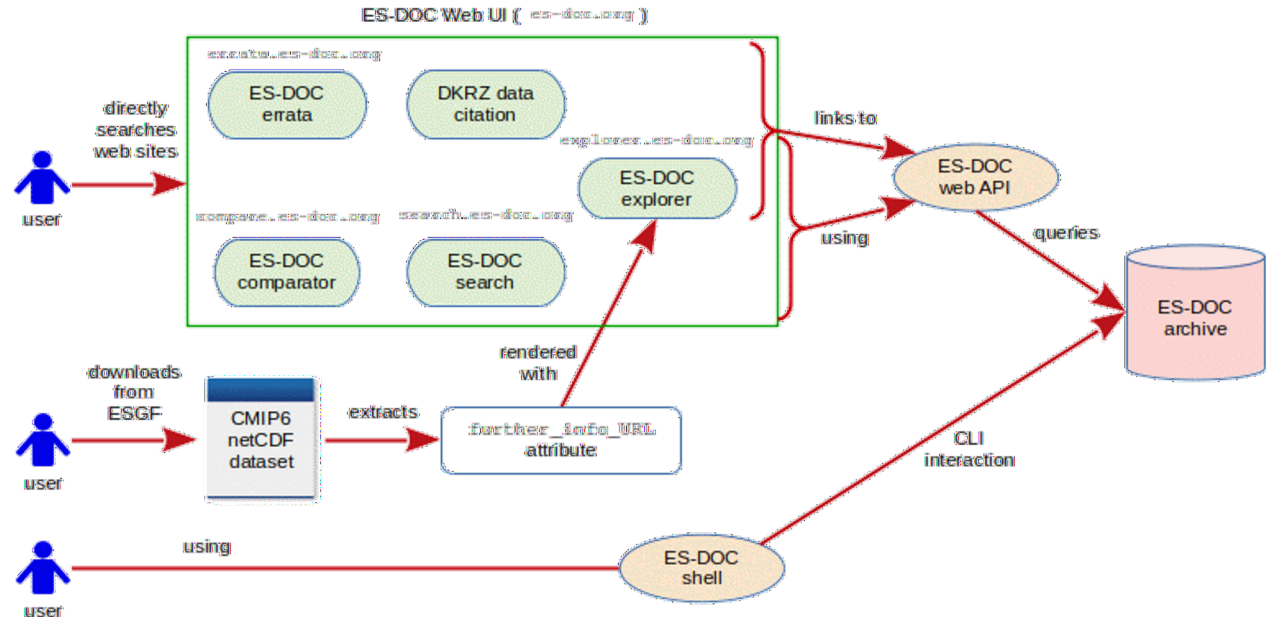 ES-DOC Web UI ( es-doc.org )
errata.es-doc.org
ES-DOC
errata
DKRZ data
citation
directly
searches
web sites
user
explorer.es-doc.org
ES-DOC
explorer
links to
ES-DOC
web API
compare.es-doc.org
search.es-doc.org
using
queries
ES-DOC
comparator
ES-DOC
search
ES-DOC
archive
rendered
with
downloads
from
ESGF
user
CMIP6
netCDF
dataset
extracts
further_info_URL
attribute
CLI
interaction
using
user
ES-DOC
shell